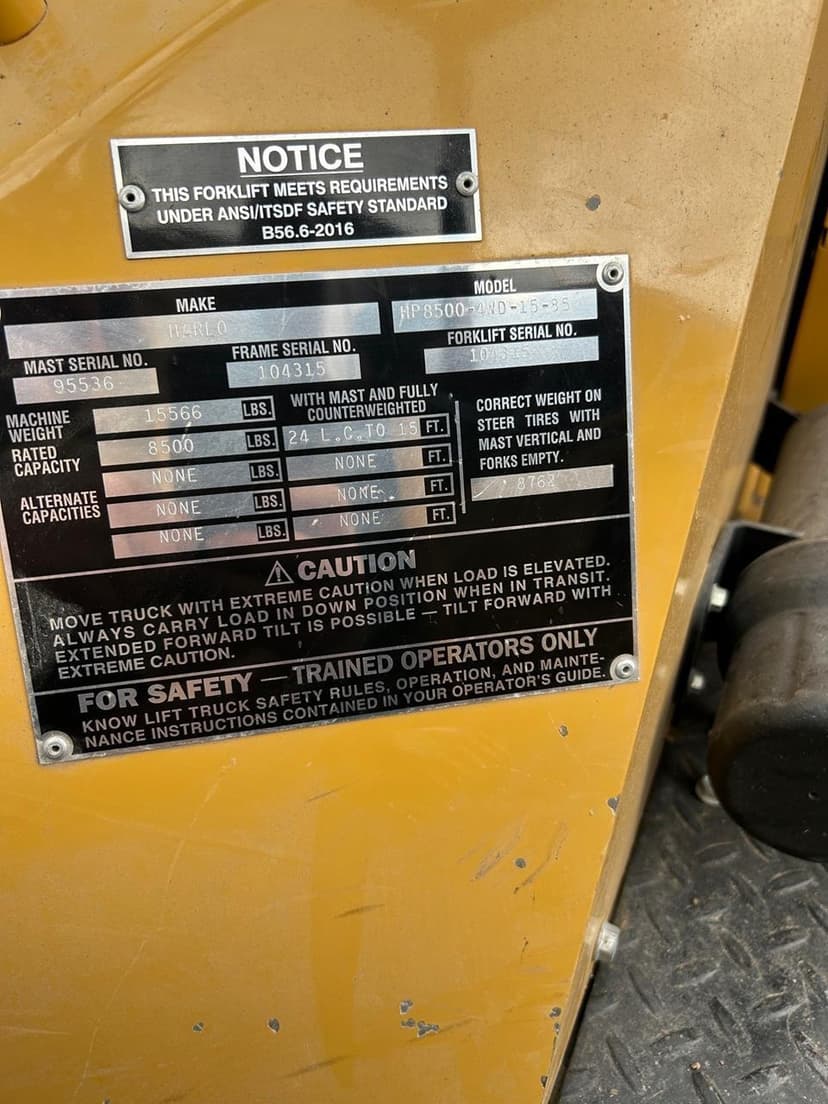 NOTICE
THIS FORKLIFT MEETS REQUIREMENTS
UNDER ANSI/ITSDF SAFETY STANDARD
B56.6-2016
MAKE
HARLO
MODEL
HP8500-4WD-15-85
MAST SERIAL NO.
95536
FRAME SERIAL NO.
104315
FORKLIFT SERIAL NO.
MACHINE WEIGHT 15566 LBS.
WITH MAST AND FULLY COUNTERWEIGHTED
RATED CAPACITY 8500 LBS. 24 L.C.TO 15 FT.
NONE LBS. NONE FT.
ALTERNATE CAPACITIES NONE LBS. NONE FT.
NONE LBS. NONE FT.
CORRECT WEIGHT ON
STEER TIRES WITH
MAST VERTICAL AND
FORKS EMPTY.
⚠ CAUTION
MOVE TRUCK WITH EXTREME CAUTION WHEN LOAD IS ELEVATED.
ALWAYS CARRY LOAD IN DOWN POSITION WHEN IN TRANSIT.
EXTENDED FORWARD TILT IS POSSIBLE — TILT FORWARD WITH
EXTREME CAUTION.
FOR SAFETY — TRAINED OPERATORS ONLY
KNOW LIFT TRUCK SAFETY RULES, OPERATION, AND MAINTE-
NANCE INSTRUCTIONS CONTAINED IN YOUR OPERATOR'S GUIDE.